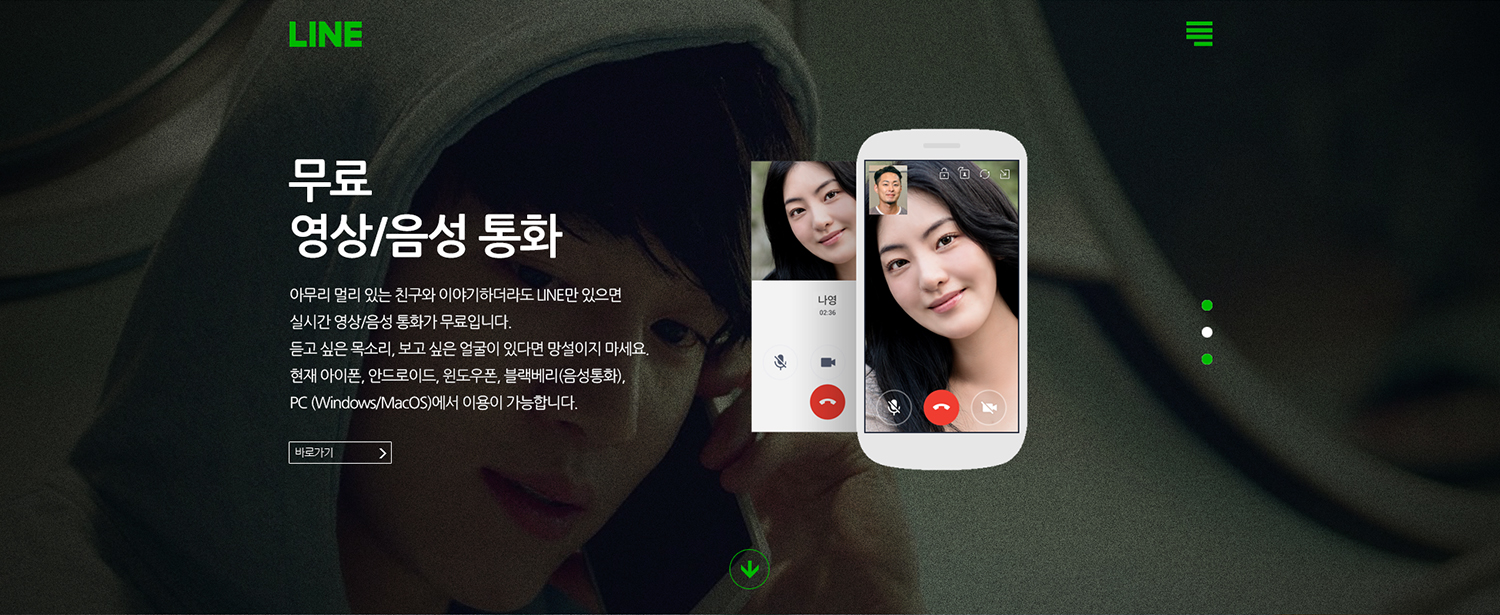 LINE
무료
영상/음성 통화
아무리 멀리 있는 친구와 이야기하더라도 LINE만 있으면
실시간 영상/음성 통화가 무료입니다.
듣고 싶은 목소리, 보고 싶은 얼굴이 있다면 망설이지 마세요.
현재 아이폰, 안드로이드, 윈도우폰, 블랙베리(음성통화),
PC (Windows/MacOS)에서 이용이 가능합니다.
바로가기
나영
02:36